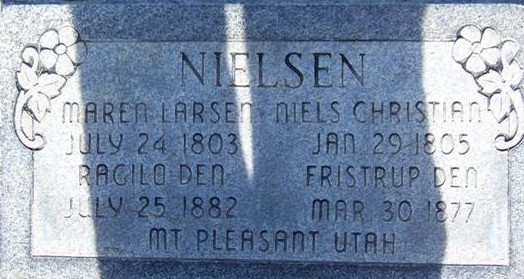 NIELSEN
MAREN LARSEN NIELS CHRISTIAN
JULY 24 1803 JAN. 29 1805
RAGILO DEN. FRISTRUP DEN.
JULY 25 1882 MAR. 30 1877
MT. PLEASANT UTAH